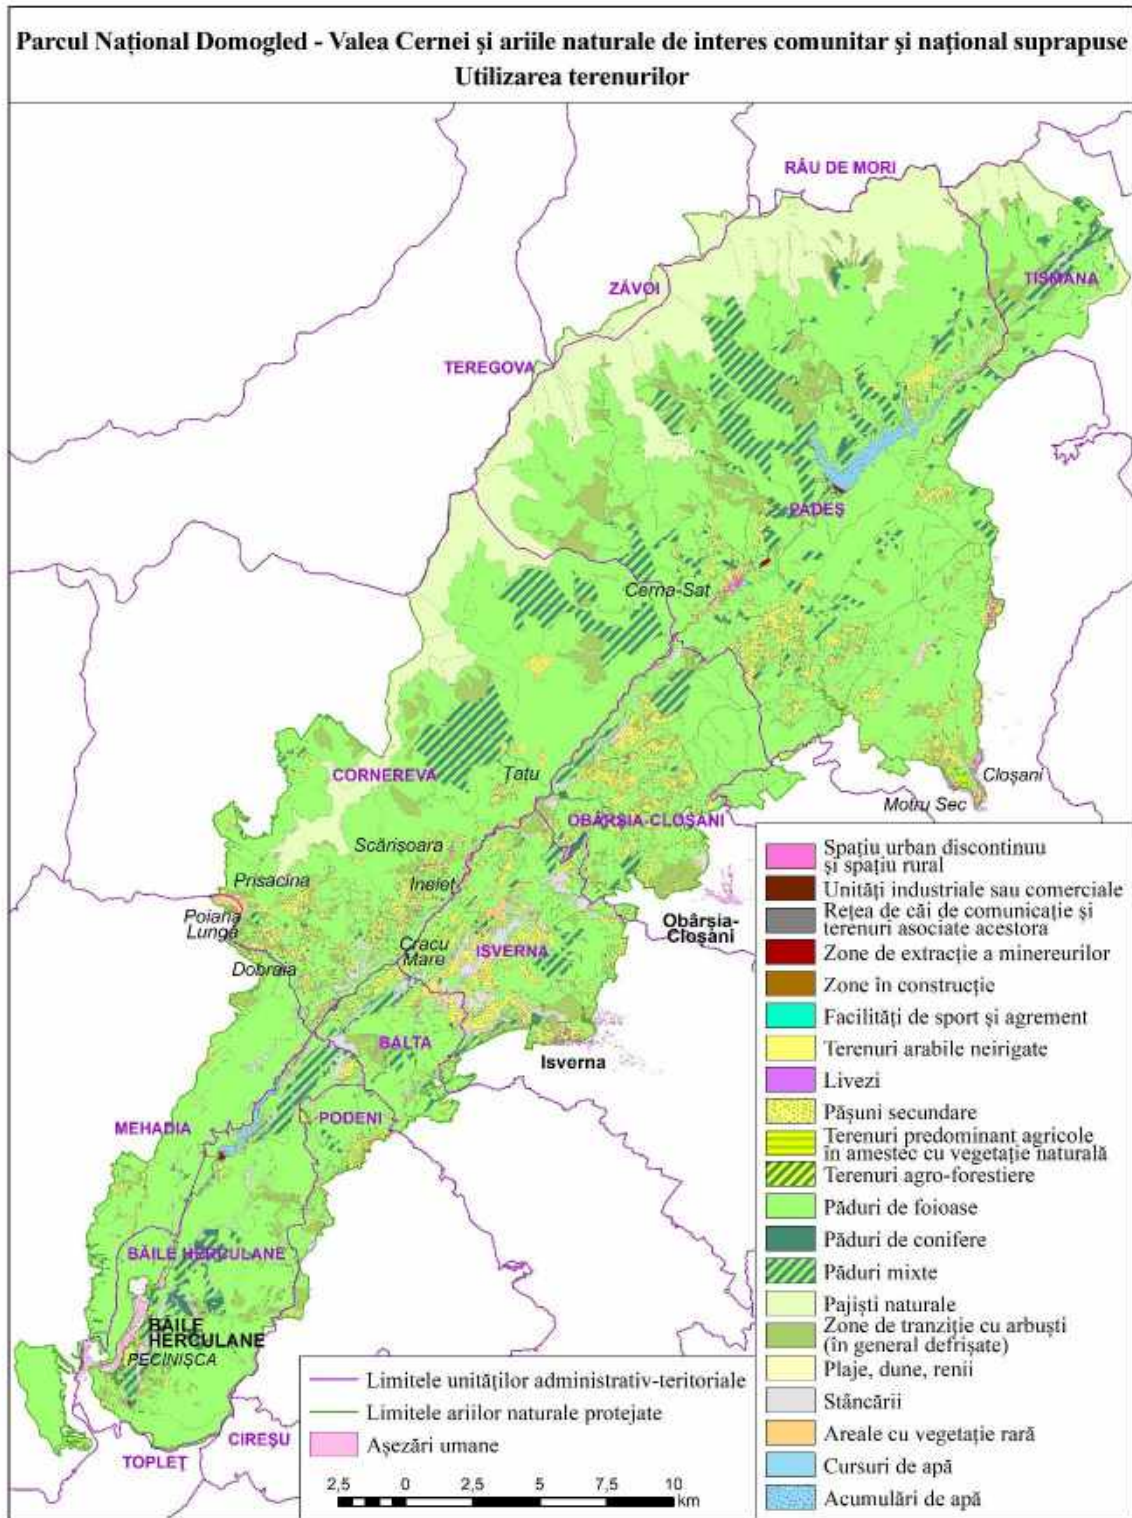 Parcul Național Domogled - Valea Cernei și ariile naturale de interes comunitar și național suprapuse
Utilizarea terenurilor
RÂU DE MORI
TISMANA
ZĂVOI
TEREGOVA
PADEȘ
Cerna-Sat
CORNEREVA
Țatu
Cloșani
Motru Sec
OBÂRȘIA-CLOȘANI
Scărișoara
Prisacina
Ineleț
Poiana
Lungă
Obârșia-
Cloșani
Cracu
Mare
ISVERNA
Dobraia
BALTA
Isverna
PODENI
MEHADIA
BĂILE HERCULANE
BĂILE
HERCULANE
PECINIȘCA
CIREȘU
TOPLEȚ
Limitele unităților administrativ-teritoriale
Limitele ariilor naturale protejate
Așezări umane
2,5 0 2,5 5 7,5 10
km
Spațiu urban discontinuu
și spațiu rural
Unități industriale sau comerciale
Rețea de căi de comunicație și
terenuri asociate acestora
Zone de extracție a minereurilor
Zone în construcție
Facilități de sport și agrement
Terenuri arabile neirigate
Livezi
Pășuni secundare
Terenuri predominant agricole
în amestec cu vegetație naturală
Terenuri agro-forestiere
Păduri de foioase
Păduri de conifere
Păduri mixte
Pajiști naturale
Zone de tranziție cu arbuști
(în general defrișate)
Plaje, dune, renii
Stâncării
Areale cu vegetație rară
Cursuri de apă
Acumulări de apă